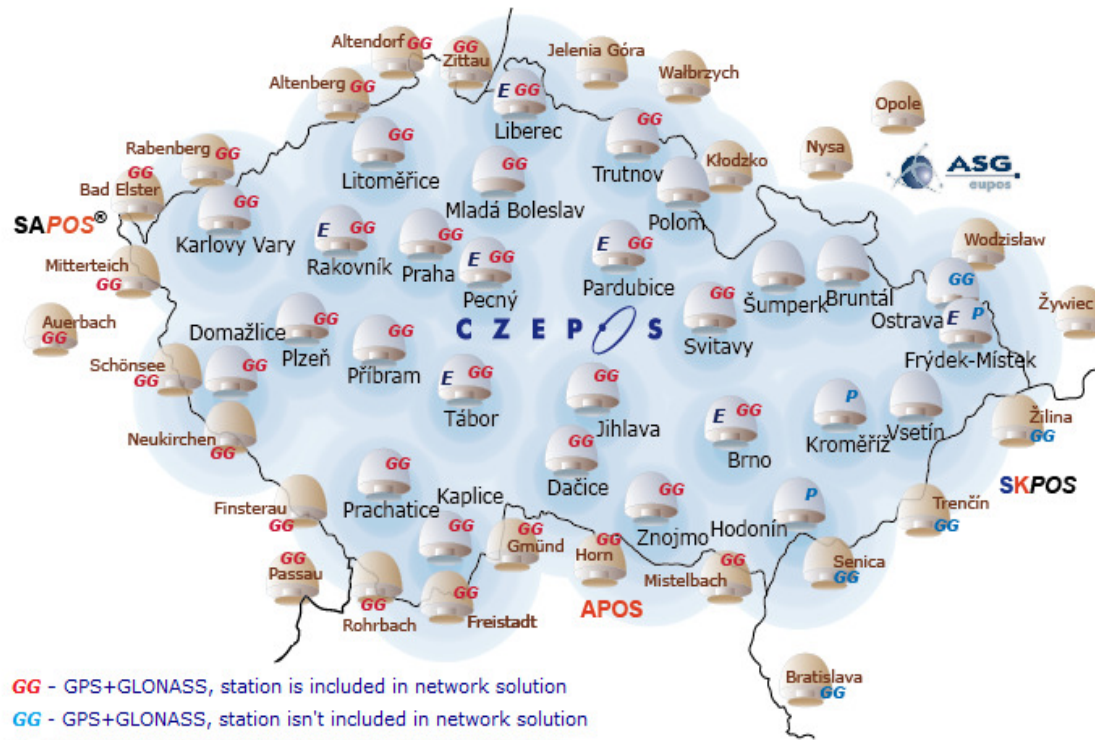 Altendorf GG
GG
Zittau
Jelenia Góra
Wałbrzych
Altenberg GG
E GG
Liberec
Opole
GG
Litoměřice
GG
Trutnov
Rabenberg GG
Kłodzko
Nysa
ASG.
eupos
GG
Bad Elster
GG
Mladá Boleslav
Polom
SAPOS®
GG
Karlovy Vary
E GG
Rakovník
GG
Praha
E GG
Pecný
E GG
Pardubice
Šumperk
Bruntál
Wodzisław
Mitterteich
GG
GG
Ostrava
Żywiec
Auerbach
GG
Domažlice
GG
Plzeň
GG
Příbram
CZEPOS
GG
Svitavy
E P
Frýdek-Místek
Schönsee
GG
GG
E GG
Tábor
GG
Jihlava
E GG
Brno
P
Kroměříž
Vsetín
Žilina
GG
Neukirchen
GG
GG
Dačice
SKPOS
GG
Prachatice
Kaplice
GG
GG
Znojmo
Hodonín
P
Trenčín
GG
Finsterau
GG
GG
Gmünd
GG
Horn
GG
Mistelbach
Senica
GG
GG
Passau
Rohrbach
GG
GG
Freistadt
APOS
Bratislava
GG
GG - GPS+GLONASS, station is included in network solution
GG - GPS+GLONASS, station isn't included in network solution